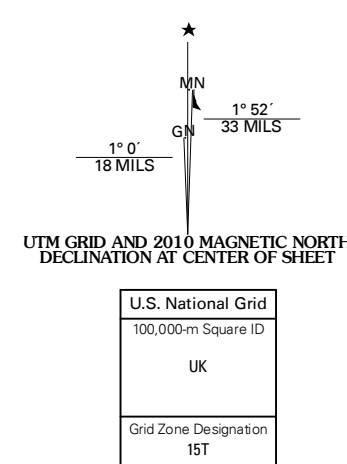 ★
MN
1° 52´
33 MILS
GN
1° 0´
18 MILS
UTM GRID AND 2010 MAGNETIC NORTH
DECLINATION AT CENTER OF SHEET
U.S. National Grid
100,000-m Square ID
UK
Grid Zone Designation
15T